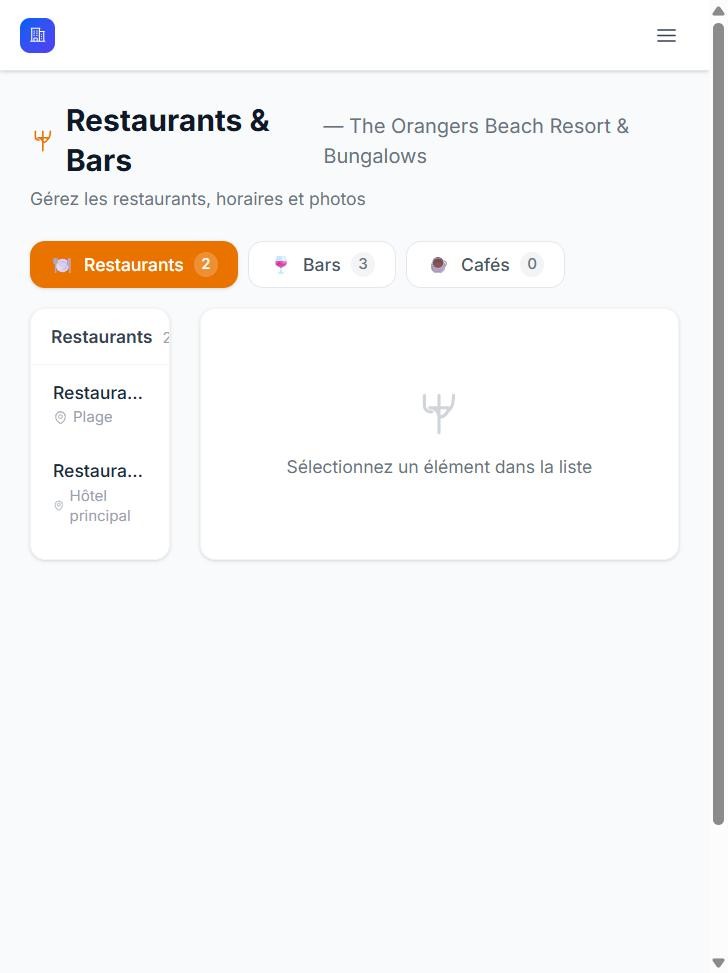 Restaurants &
Bars
— The Orangers Beach Resort &
Bungalows
Gérez les restaurants, horaires et photos
Restaurants 2
Bars 3
Cafés 0
Restaurants 2
Restaura...
Plage
Restaura...
Hôtel
principal
Sélectionnez un élément dans la liste